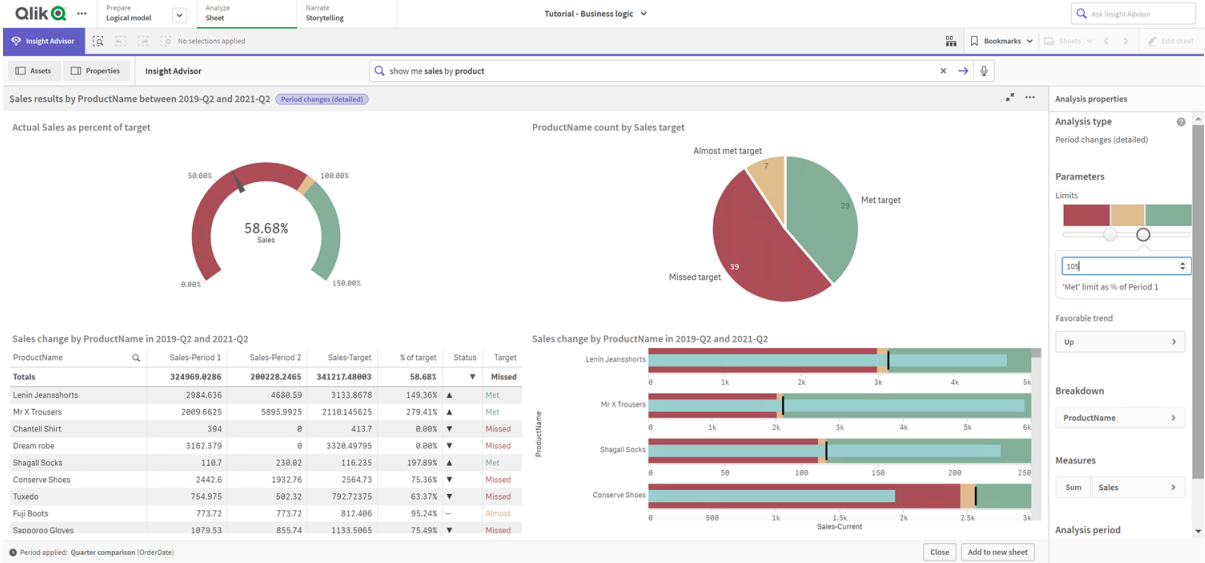 Qlik
Prepare
Logical model
Analyze
Sheet
Narrate
Storytelling
Tutorial - Business logic
Ask Insight Advisor
Insight Advisor
No selections applied
Bookmarks
Sheets
Edit sheet
Assets
Properties
Insight Advisor
show me sales by product
Sales results by ProductName between 2019-Q2 and 2021-Q2 Period changes (detailed)
Actual Sales as percent of target
0.00%
50.00%
100.00%
150.00%
58.68%
Sales
ProductName count by Sales target
Almost met target
7
Met target
29
Missed target
39
Sales change by ProductName in 2019-Q2 and 2021-Q2
ProductName Sales-Period 1 Sales-Period 2 Sales-Target % of target Status Target
Totals 324969.0286 200228.2465 341217.48003 58.68% ▼ Missed
Lenin Jeansshorts 2984.636 4680.59 3133.8678 149.36% ▲ Met
Mr X Trousers 2009.6625 5895.9925 2110.145625 279.41% ▲ Met
Chantell Shirt 394 0 413.7 0.00% ▼ Missed
Dream robe 3162.379 0 3320.49795 0.00% ▼ Missed
Shagall Socks 110.7 230.02 116.235 197.89% ▲ Met
Conserve Shoes 2442.6 1932.76 2564.73 75.36% ▼ Missed
Tuxedo 754.975 502.32 792.72375 63.37% ▼ Missed
Fuji Boots 773.72 773.72 812.406 95.24% – Almost
Sapporoo Gloves 1079.53 855.74 1133.5065 75.49% ▼ Missed
Sales change by ProductName in 2019-Q2 and 2021-Q2
ProductName
Lenin Jeansshorts
0 1k 2k 3k 4k 5k
Mr X Trousers
0 1k 2k 3k 4k 6k
Shagall Socks
0 50 100 150 200 250
Conserve Shoes
0 500 1k 1.5k 2k 2.5k 3k
Sales-Current
Analysis properties
Analysis type
Period changes (detailed)
Parameters
Limits
105
'Met' limit as % of Period 1
Favorable trend
Up
Breakdown
ProductName
Measures
Sum Sales
Analysis period
Period applied: Quarter comparison (OrderDate)
Close
Add to new sheet